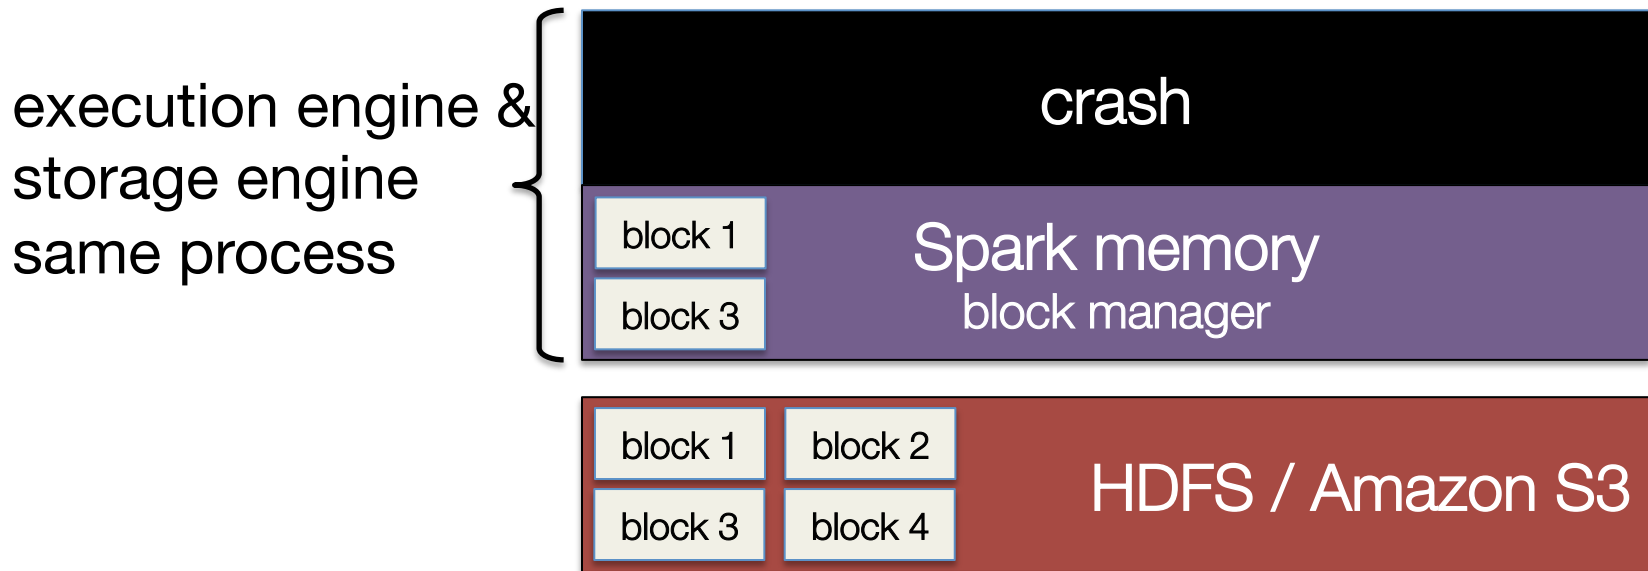 execution engine &
storage engine
same process
crash
block 1
block 3
Spark memory
block manager
block 1
block 2
block 3
block 4
HDFS / Amazon S3